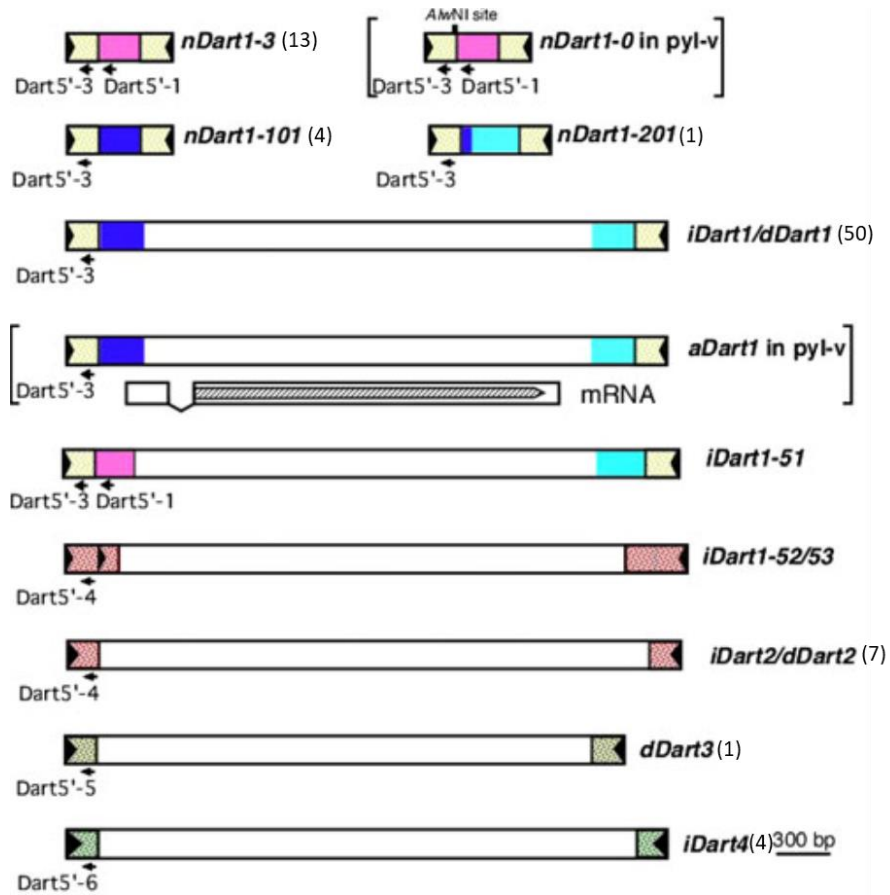 AlwNI site
nDart1-3 (13)
nDart1-0 in pyl-v
Dart5'-3 Dart5'-1
Dart5'-3 Dart5'-1
nDart1-101 (4)
nDart1-201 (1)
Dart5'-3
Dart5'-3
iDart1/dDart1 (50)
Dart5'-3
aDart1 in pyl-v
Dart5'-3
mRNA
iDart1-51
Dart5'-3 Dart5'-1
iDart1-52/53
Dart5'-4
iDart2/dDart2 (7)
Dart5'-4
dDart3 (1)
Dart5'-5
iDart4 (4) 300 bp
Dart5'-6